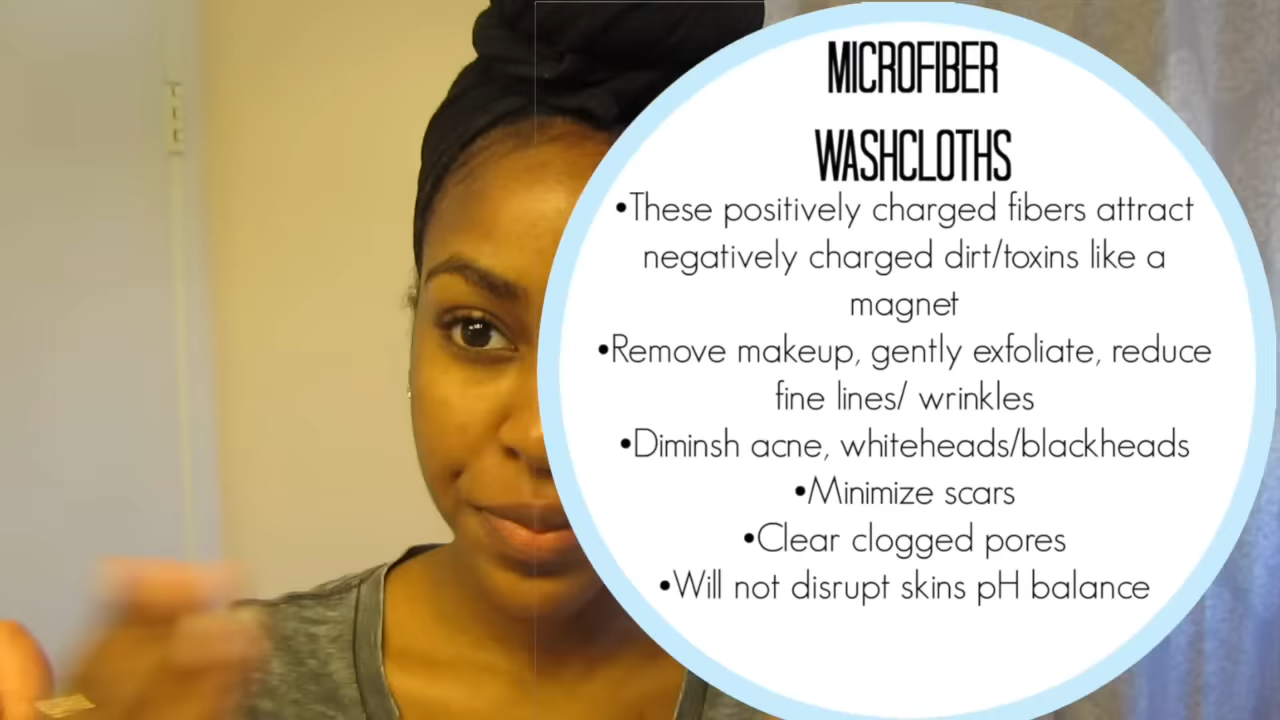 MICROFIBER
WASHCLOTHS
•These positively charged fibers attract
negatively charged dirt/toxins like a
magnet
•Remove makeup, gently exfoliate, reduce
fine lines/ wrinkles
•Diminsh acne, whiteheads/blackheads
•Minimize scars
•Clear clogged pores
•Will not disrupt skins pH balance